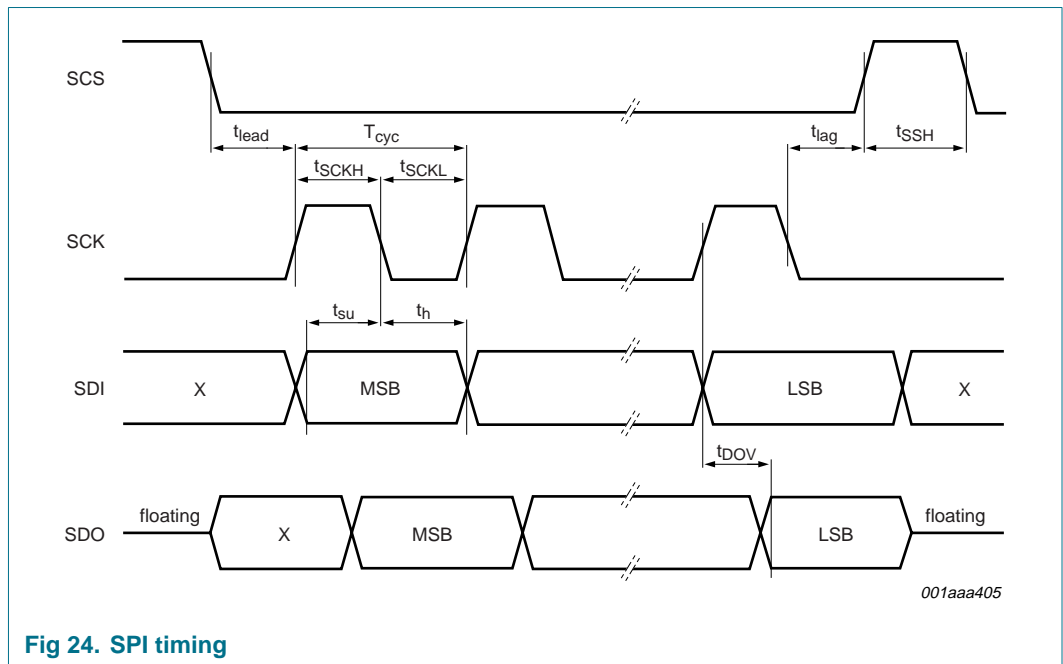 SCS
tlead
Tcyc
tlag
tSSH
tSCKH
tSCKL
SCK
tsu
th
SDI
X
MSB
LSB
X
tDOV
SDO
floating
X
MSB
LSB
floating
001aaa405
Fig 24. SPI timing